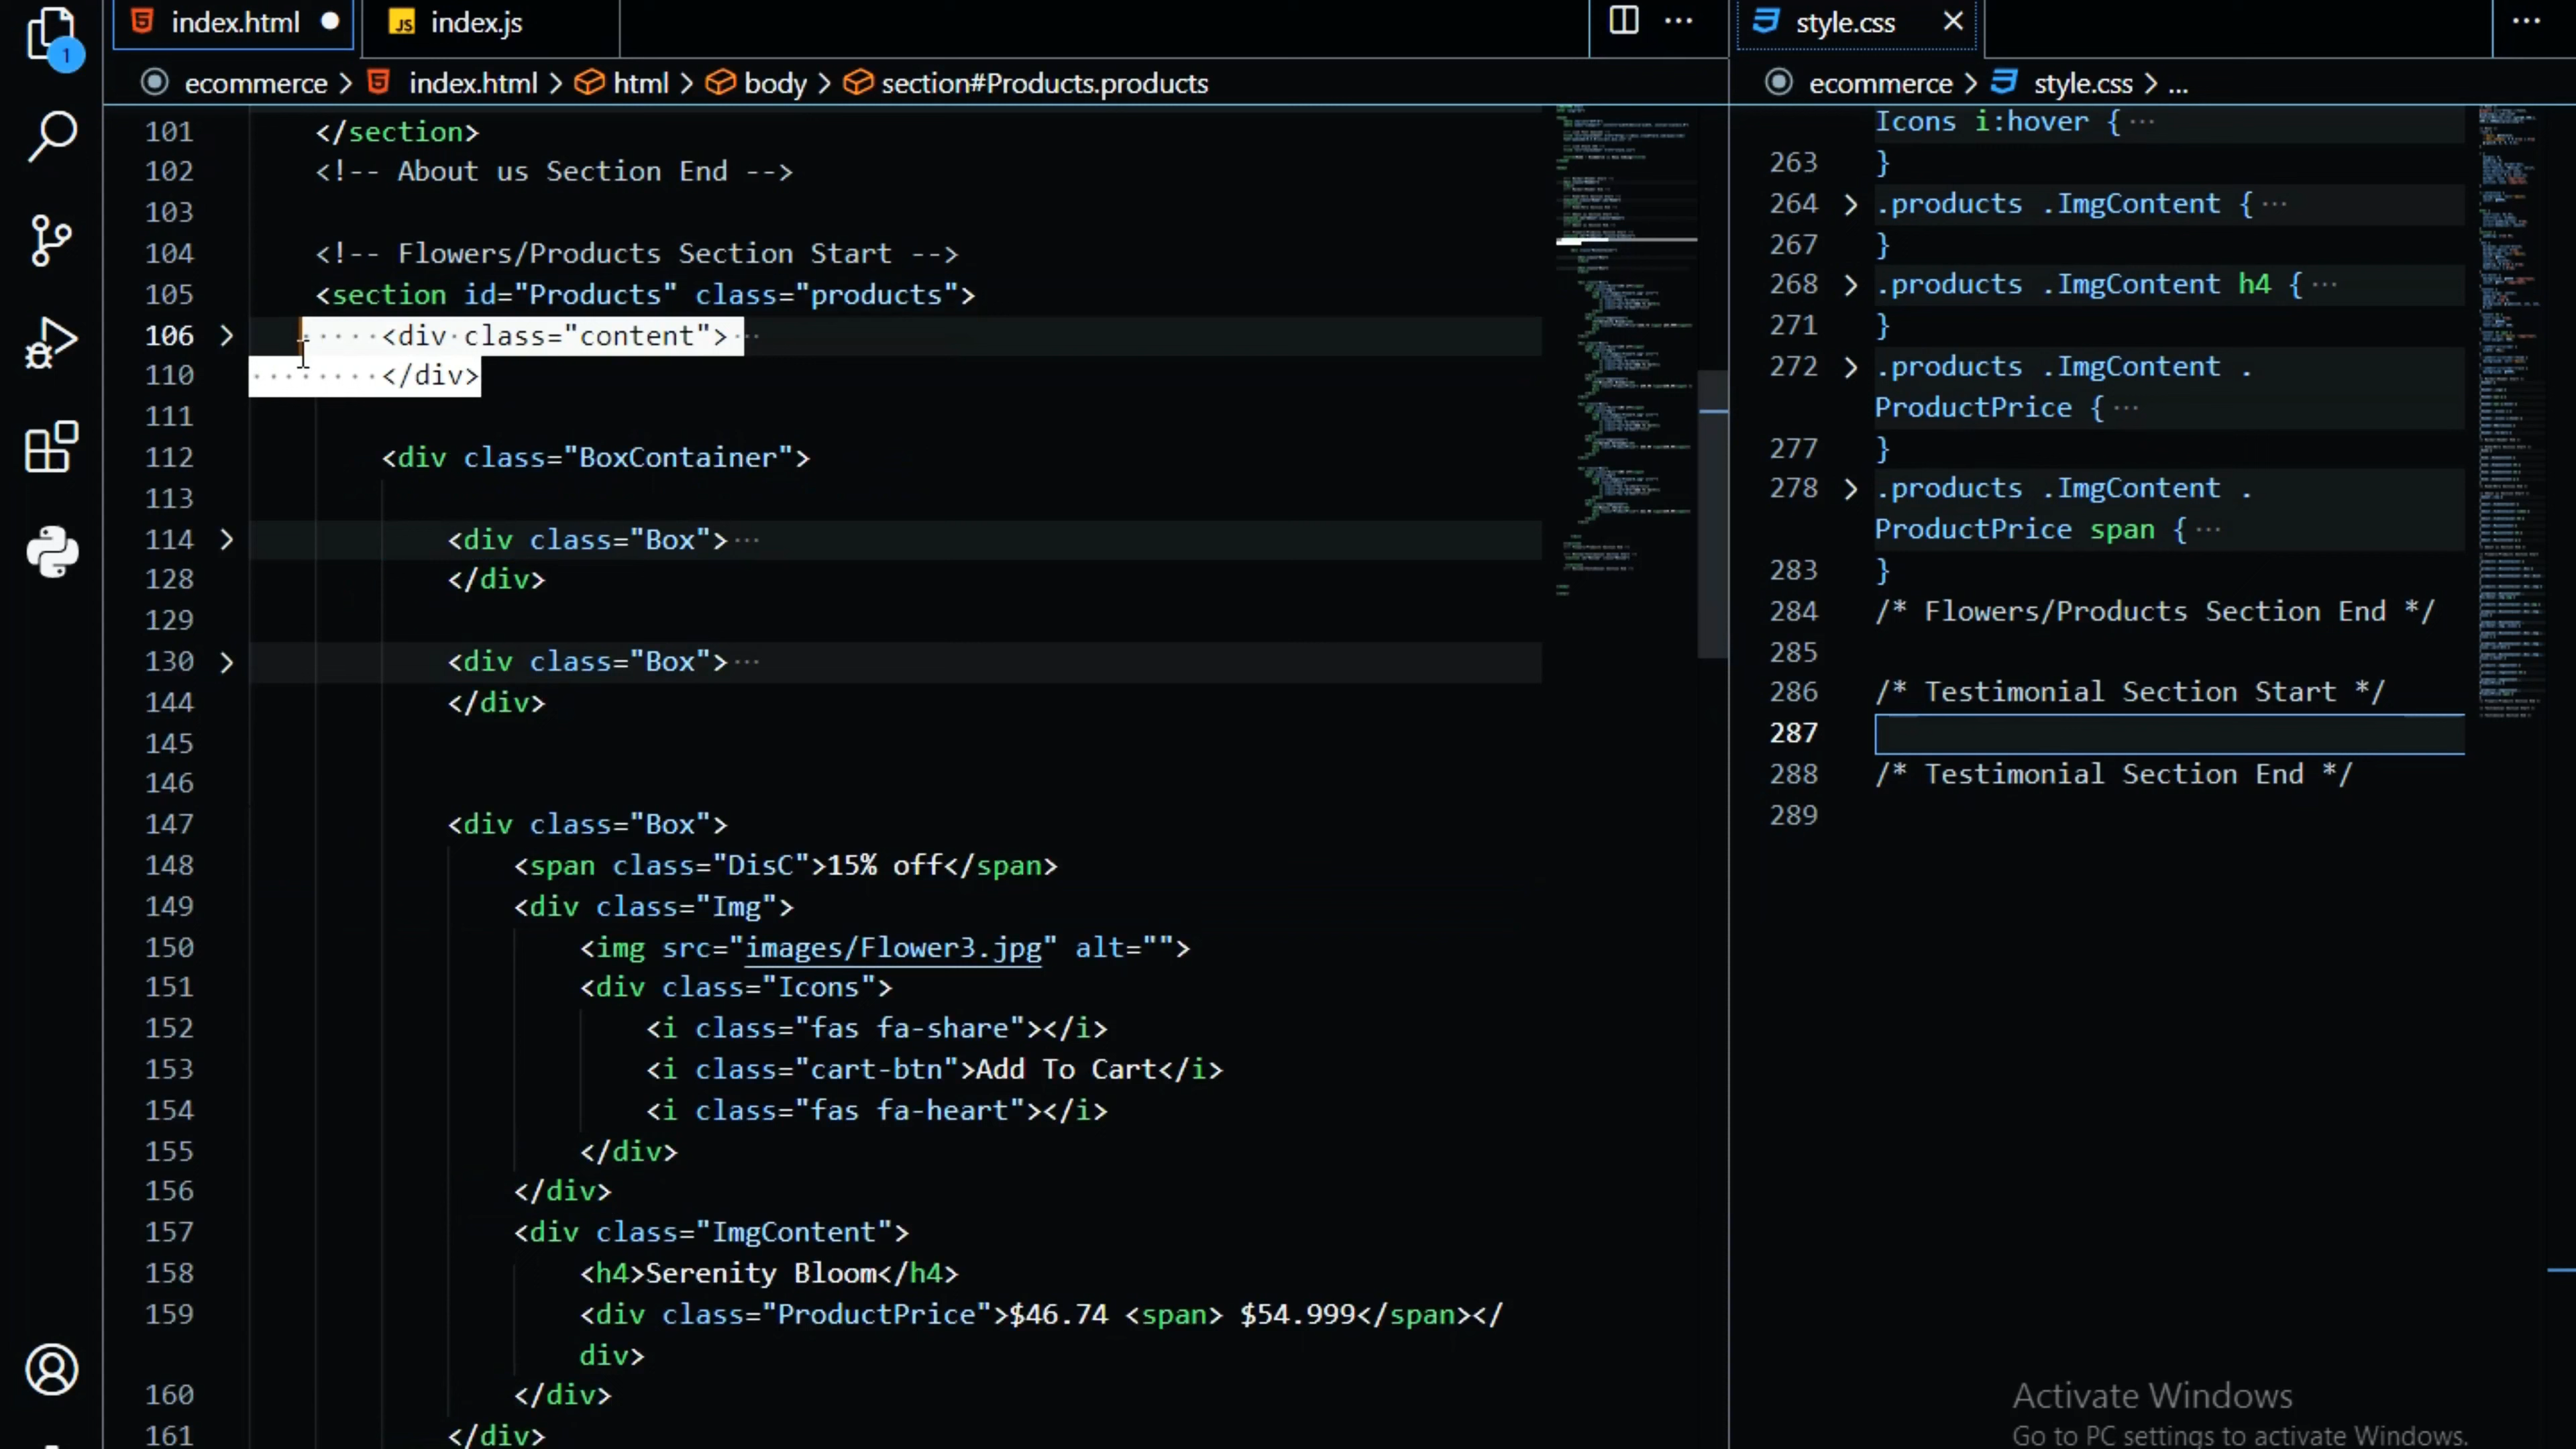 index.html
JS index.js
style.css
1
ecommerce > index.html > html > body > section#Products.products
ecommerce > style.css > ...
101 </section>
102 <!-- About us Section End -->
103
104 <!-- Flowers/Products Section Start -->
105 <section id="Products" class="products">
106 <div class="content">
110 </div>
111
112 <div class="BoxContainer">
113
114 <div class="Box">
128 </div>
129
130 <div class="Box">
144 </div>
145
146
147 <div class="Box">
148 <span class="DisC">15% off</span>
149 <div class="Img">
150 <img src="images/Flower3.jpg" alt="">
151 <div class="Icons">
152 <i class="fas fa-share"></i>
153 <i class="cart-btn">Add To Cart</i>
154 <i class="fas fa-heart"></i>
155 </div>
156 </div>
157 <div class="ImgContent">
158 <h4>Serenity Bloom</h4>
159 <div class="ProductPrice">$46.74 <span> $54.999</span></
div>
160 </div>
161 </div>
Icons i:hover {
263 }
264 .products .ImgContent {
267 }
268 .products .ImgContent h4 {
271 }
272 .products .ImgContent .
ProductPrice {
277 }
278 .products .ImgContent .
ProductPrice span {
283 }
284 /* Flowers/Products Section End */
285
286 /* Testimonial Section Start */
287
288 /* Testimonial Section End */
289
Activate Windows
Go to PC settings to activate Windows.